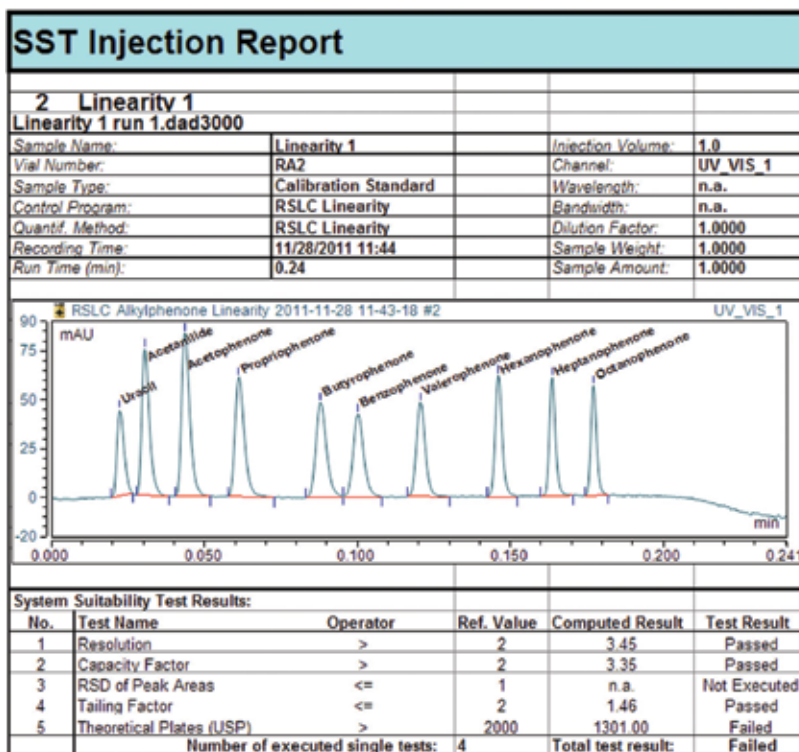 SST Injection Report
2 Linearity 1
Linearity 1 run 1.dad3000
Sample Name: Linearity 1 Injection Volume: 1.0
Vial Number: RA2 Channel: UV_VIS_1
Sample Type: Calibration Standard Wavelength: n.a.
Control Program: RSLC Linearity Bandwidth: n.a.
Quantif. Method: RSLC Linearity Dilution Factor: 1.0000
Recording Time: 11/28/2011 11:44 Sample Weight: 1.0000
Run Time (min): 0.24 Sample Amount: 1.0000
RSLC Alkylphenone Linearity 2011-11-28 11-43-18 #2 UV_VIS_1
90
mAU
75
50
25
0
-20
Uracil
Acetanilide
Acetophenone
Propriophenone
Butyrophenone
Benzophenone
Valerophenone
Hexanophenone
Heptanophenone
Octanophenone
min
0.000 0.050 0.100 0.150 0.200 0.241
System Suitability Test Results:
No. Test Name Operator Ref. Value Computed Result Test Result
1 Resolution > 2 3.45 Passed
2 Capacity Factor > 2 3.35 Passed
3 RSD of Peak Areas <= 1 n.a. Not Executed
4 Tailing Factor <= 2 1.46 Passed
5 Theoretical Plates (USP) > 2000 1301.00 Failed
Number of executed single tests: 4 Total test result: Failed